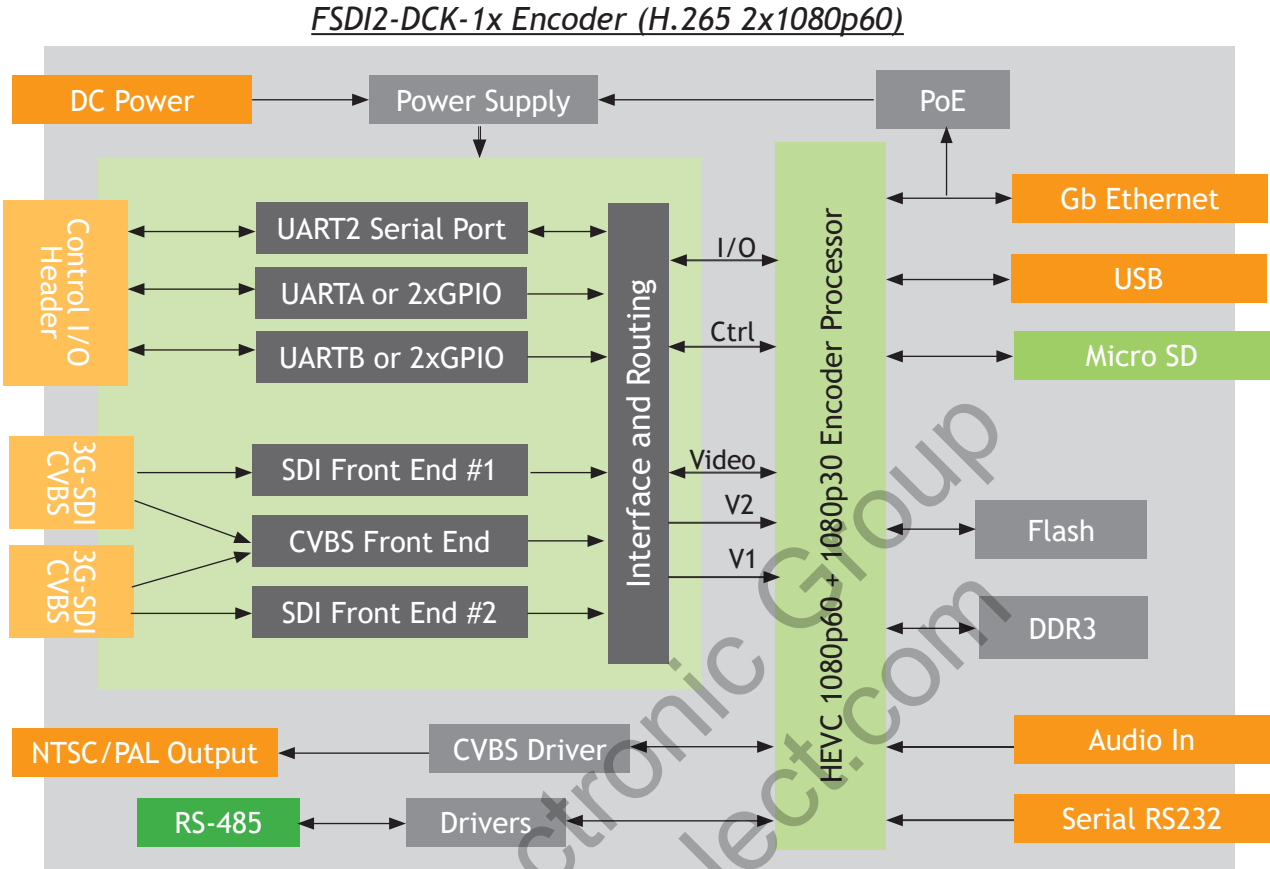 FSDI2-DCK-1x Encoder (H.265 2x1080p60)
DC Power
Power Supply
PoE
Control I/O
Header
UART2 Serial Port
UARTA or 2xGPIO
UARTB or 2xGPIO
3G-SDI
CVBS
3G-SDI
CVBS
SDI Front End #1
CVBS Front End
SDI Front End #2
Interface and Routing
I/O
Ctrl
Video
V2
V1
HEVC 1080p60 + 1080p30 Encoder Processor
Gb Ethernet
USB
Micro SD
Flash
DDR3
Audio In
Serial RS232
NTSC/PAL Output
CVBS Driver
RS-485
Drivers
ctronic Group
lect.com